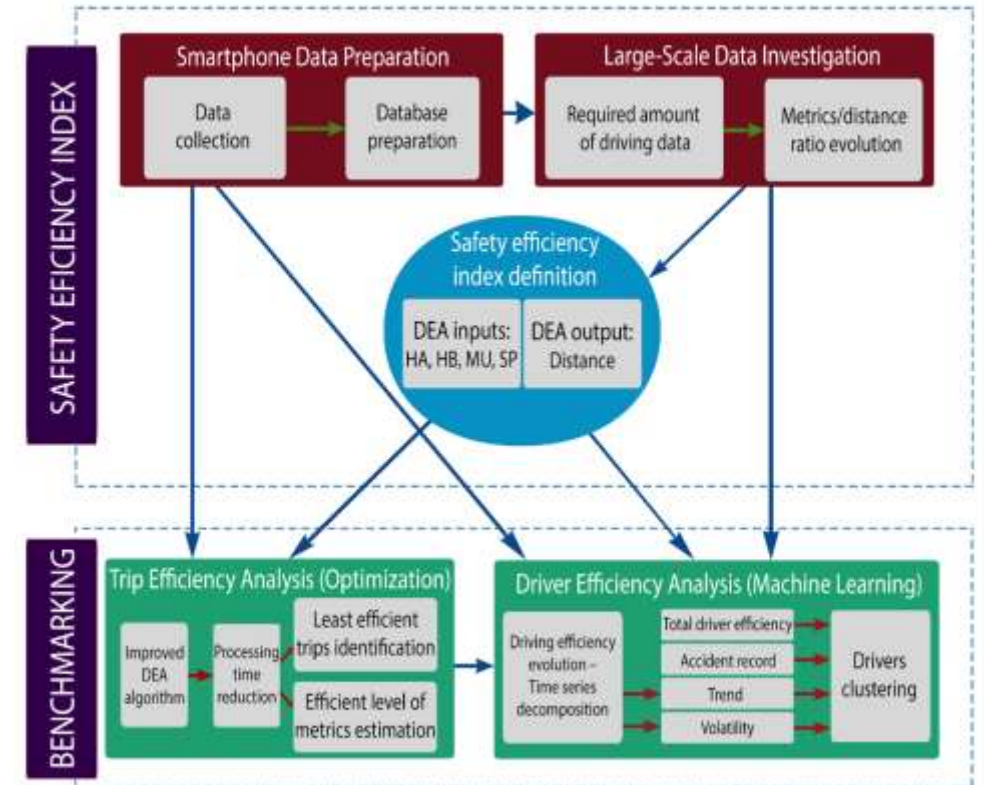 SAFETY EFICIENCY INDEX
Smartphone Data Preparation
Data
collection
Database
preparation
Large-Scale Data Investigation
Required amount
of driving data
Metrics/distance
ratio evolution
Safety efficiency
index definition
DEA inputs:
HA, HB, MU, SP
DEA output:
Distance
BENCHMARKING
Trip Efficiency Analysis (Optimization)
Improved
DEA
algorithm
Processing
time
reduction
Least efficient
trips identification
Efficient level of
metrics estimation
Driver Efficiency Analysis (Machine Learning)
Driving efficiency
evolution –
Time series
decomposition
Total driver efficiency
Accident record
Trend
Volatility
Drivers
clustering